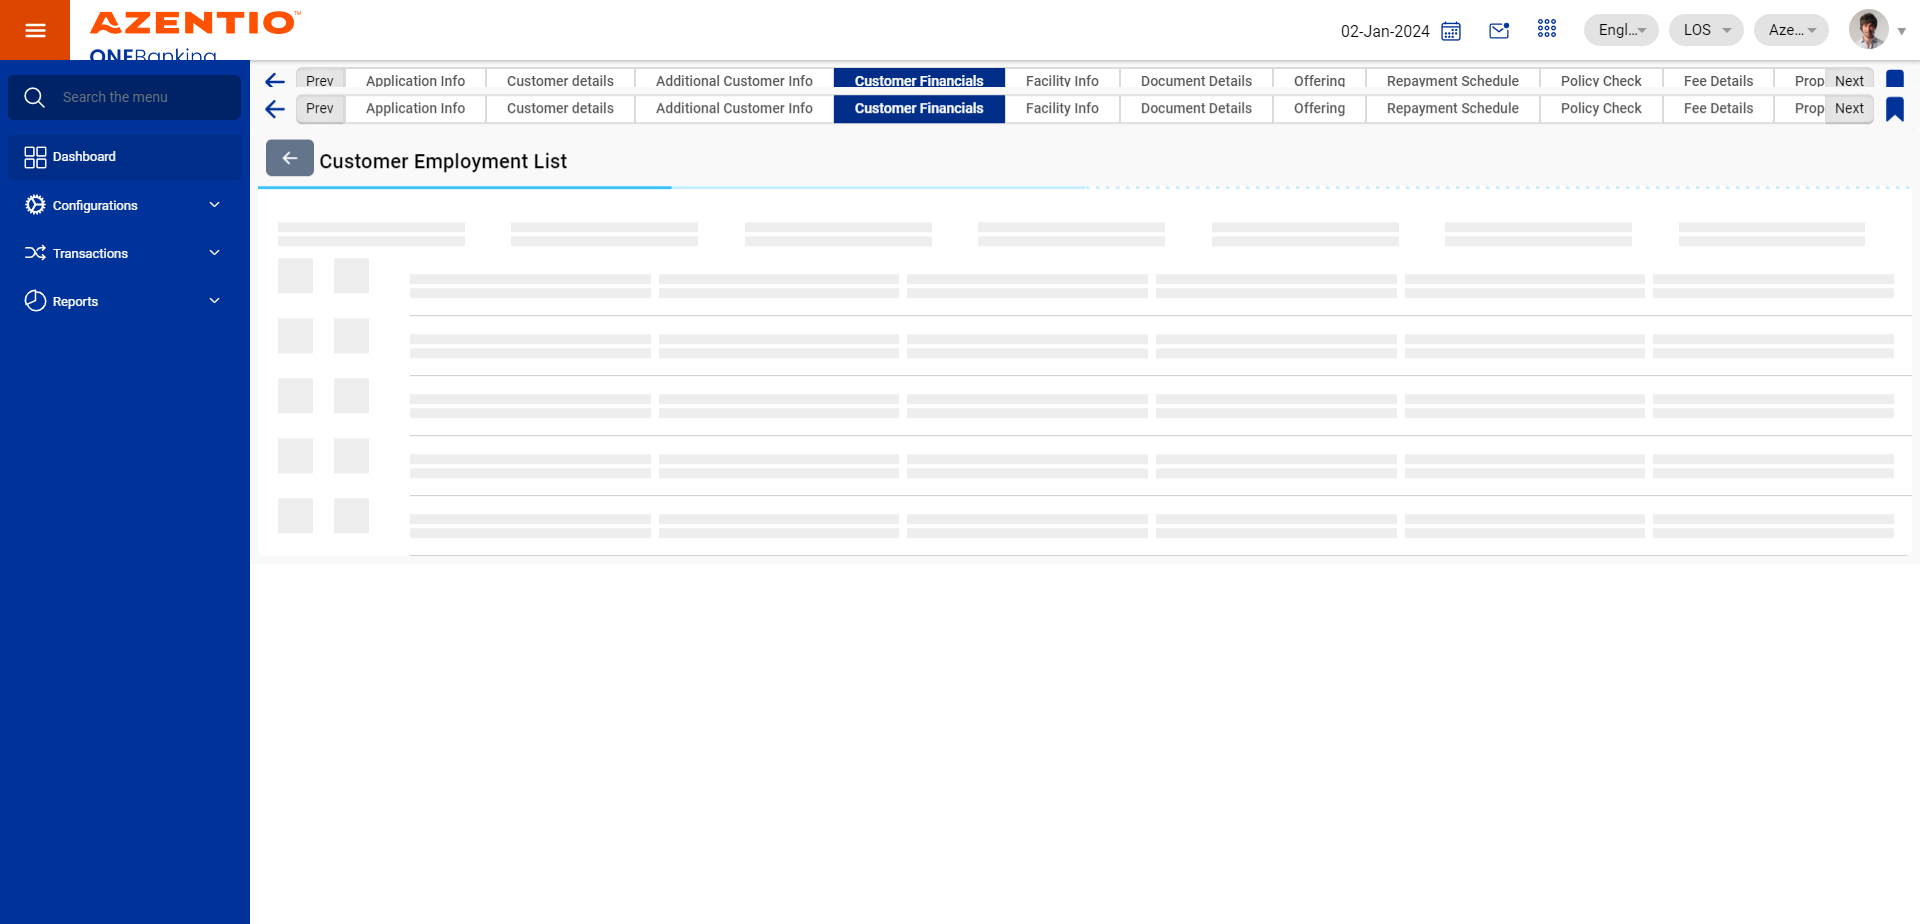 AZENTIO™
ONEBanking
02-Jan-2024
Engl...
LOS
Aze...
Search the menu
Dashboard
Configurations
Transactions
Reports
Prev Application Info Customer details Additional Customer Info Customer Financials Facility Info Document Details Offering Repayment Schedule Policy Check Fee Details Prop Next
Prev Application Info Customer details Additional Customer Info Customer Financials Facility Info Document Details Offering Repayment Schedule Policy Check Fee Details Prop Next
Customer Employment List